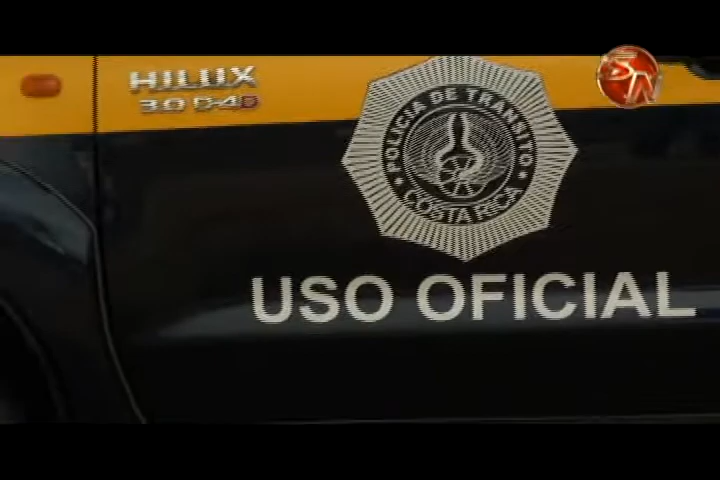 HILUX
3.0 D-4D
POLICIA DE TRANSITO
COSTA RICA
USO OFICIAL